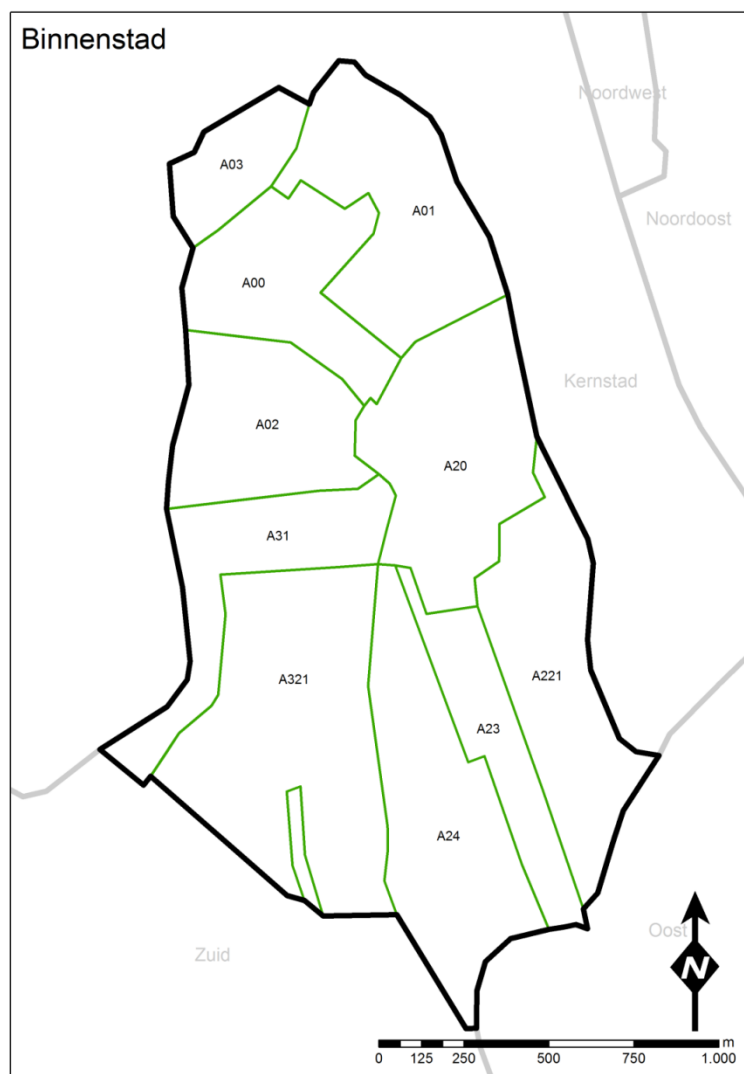 Binnenstad
Noordwest
A03
A01
Noordoost
A00
Kernstad
A02
A20
A31
A321
A221
A23
A24
Oost
Zuid
N
m
0 125 250 500 750 1.000